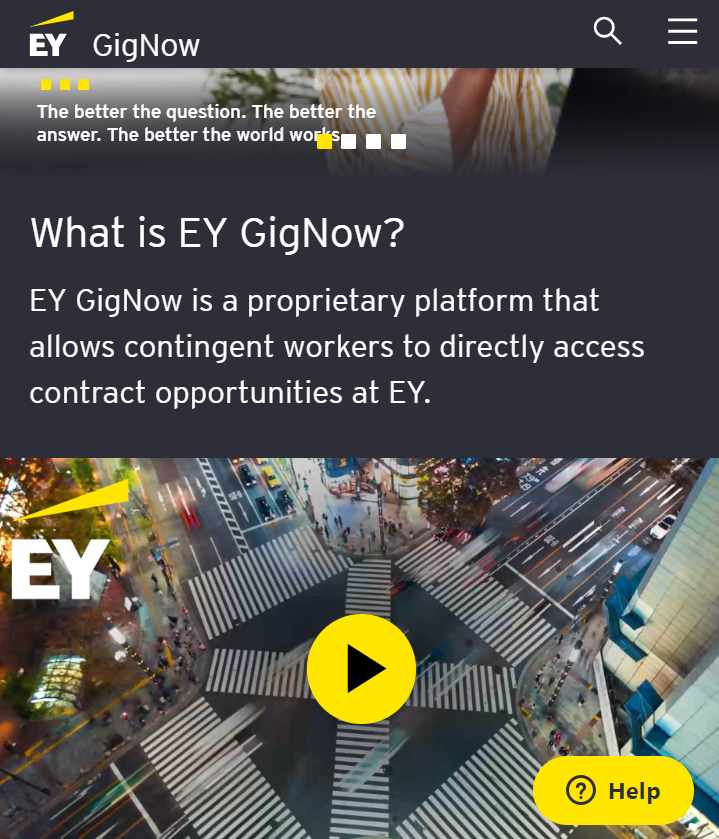 EY GigNow
The better the question. The better the
answer. The better the world works.
What is EY GigNow?
EY GigNow is a proprietary platform that
allows contingent workers to directly access
contract opportunities at EY.
EY
Help